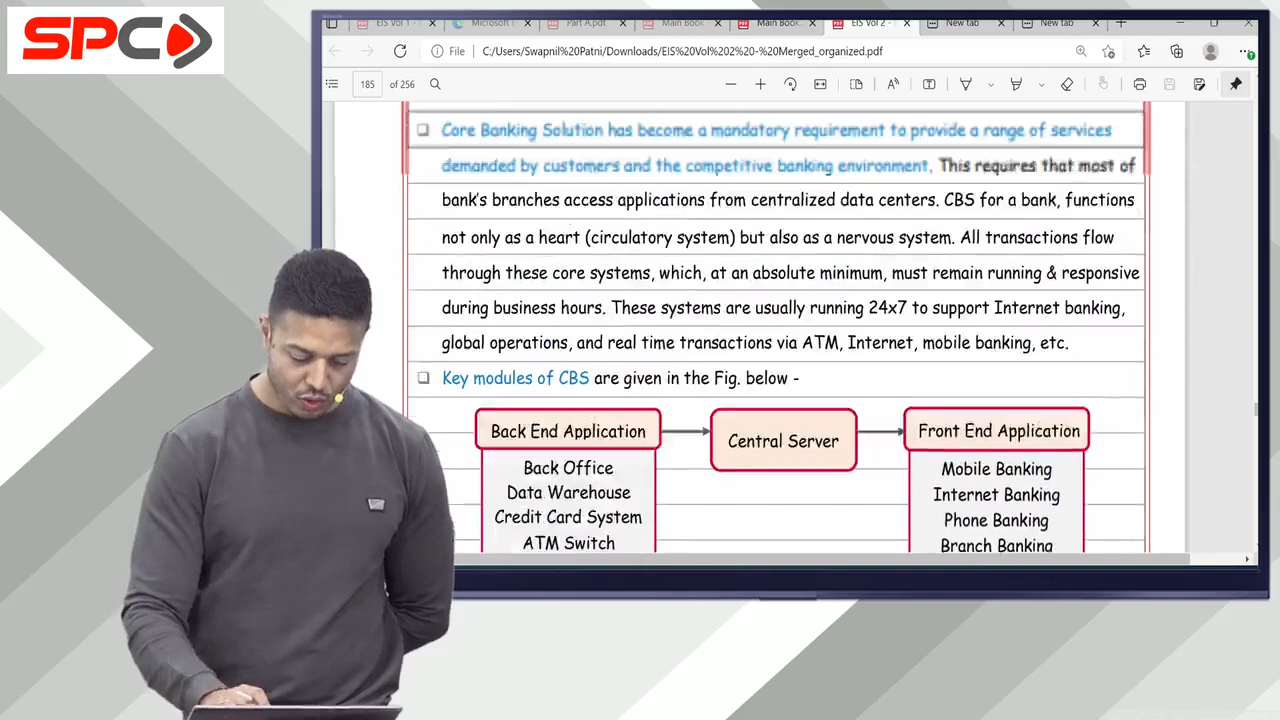 SPC
EIS Vol 1 -
Microsoft
Part A.pdf
Main Book
Main Book
EIS Vol 2 -
New tab
New tab
File C:/Users/Swapnil%20Patni/Downloads/EIS%20Vol%202%20-%20Merged_organized.pdf
185 of 256
Core Banking Solution has become a mandatory requirement to provide a range of services
demanded by customers and the competitive banking environment. This requires that most of
bank's branches access applications from centralized data centers. CBS for a bank, functions
not only as a heart (circulatory system) but also as a nervous system. All transactions flow
through these core systems, which, at an absolute minimum, must remain running & responsive
during business hours. These systems are usually running 24x7 to support Internet banking,
global operations, and real time transactions via ATM, Internet, mobile banking, etc.
Key modules of CBS are given in the Fig. below -
Back End Application
Back Office
Data Warehouse
Credit Card System
ATM Switch
Central Server
Front End Application
Mobile Banking
Internet Banking
Phone Banking
Branch Banking